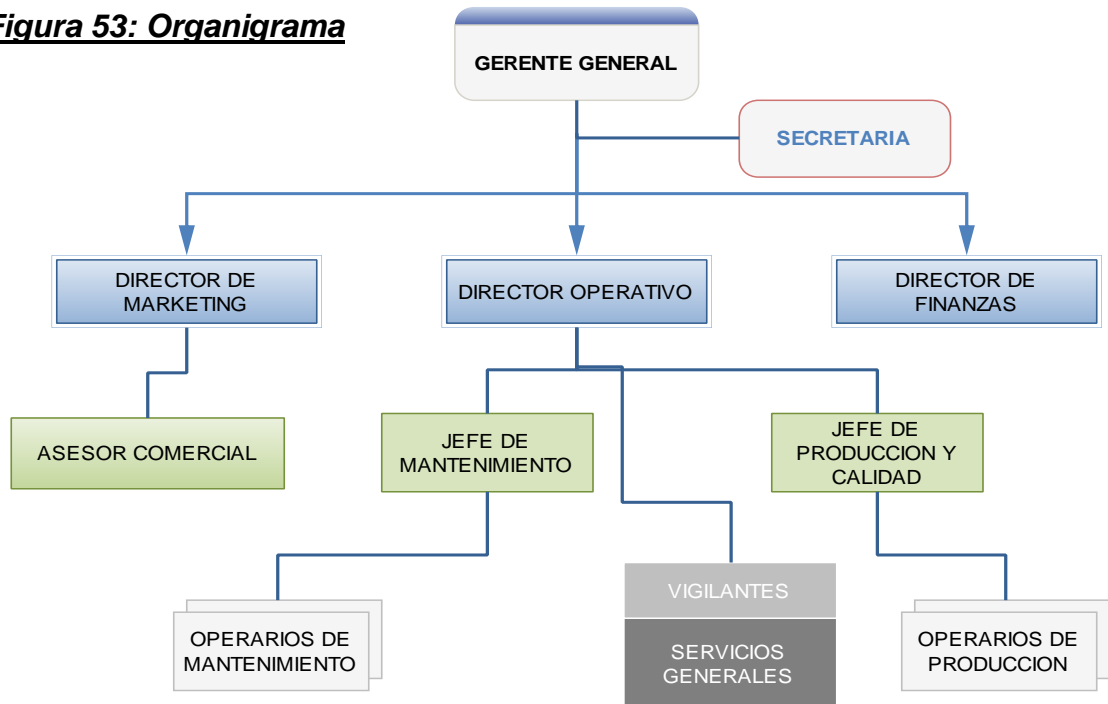 Figura 53: Organigrama
GERENTE GENERAL
SECRETARIA
DIRECTOR DE
MARKETING
DIRECTOR OPERATIVO
DIRECTOR DE
FINANZAS
ASESOR COMERCIAL
JEFE DE
MANTENIMIENTO
JEFE DE
PRODUCCION Y
CALIDAD
OPERARIOS DE
MANTENIMIENTO
VIGILANTES
SERVICIOS
GENERALES
OPERARIOS DE
PRODUCCION